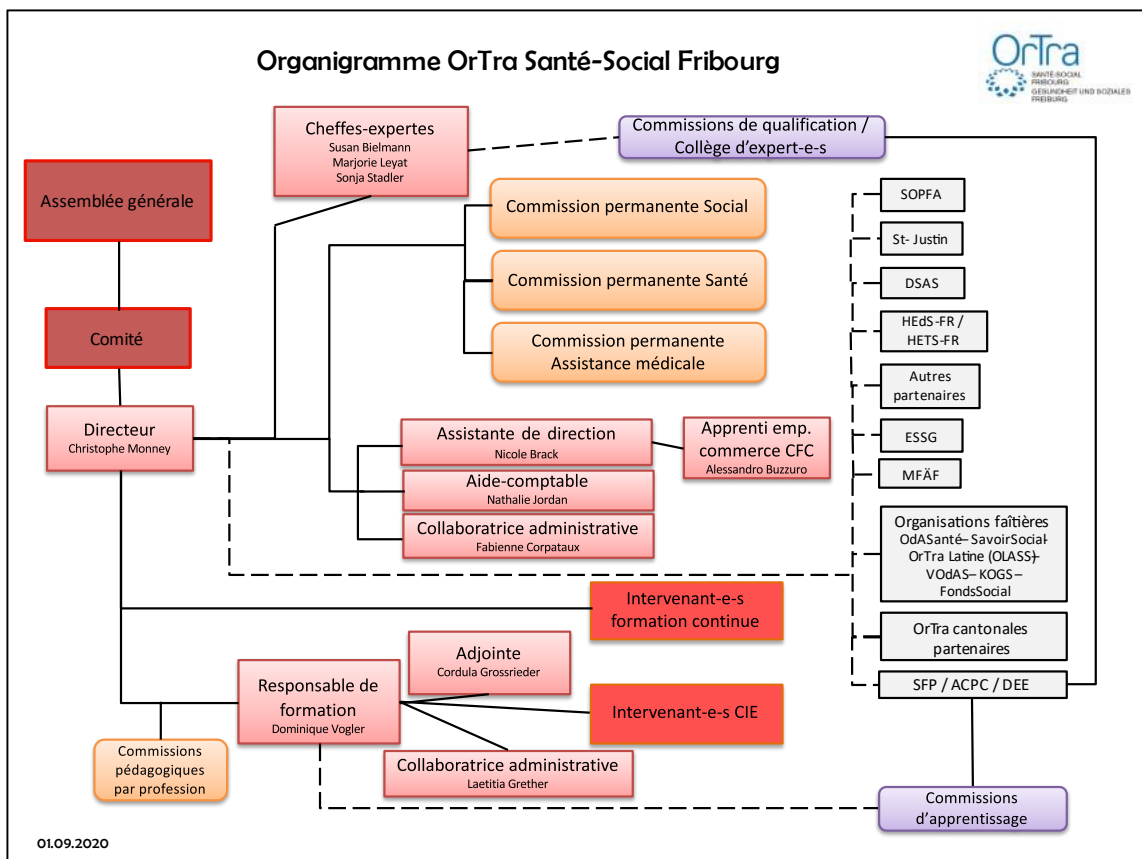 Organigramme OrTra Santé-Social Fribourg
OrTra
SANTÉ-SOCIAL
FRIBOURG
GESUNDHEIT UND SOZIALES
FREIBURG
Cheffes-expertes
Susan Bielmann
Marjorie Leyat
Sonja Stadler
Commissions de qualification /
Collège d'expert-e-s
Assemblée générale
Comité
Directeur
Christophe Monney
Commission permanente Social
Commission permanente Santé
Commission permanente
Assistance médicale
Assistante de direction
Nicole Brack
Apprenti emp.
commerce CFC
Alessandro Buzzuro
Aide-comptable
Nathalie Jordan
Collaboratrice administrative
Fabienne Corpataux
Intervenant-e-s
formation continue
Adjointe
Cordula Grossrieder
Responsable de
formation
Dominique Vogler
Intervenant-e-s CIE
Collaboratrice administrative
Laetitia Grether
Commissions
pédagogiques
par profession
SOPFA
St- Justin
DSAS
HEdS-FR /
HETS-FR
Autres
partenaires
ESSG
MFÄF
Organisations faîtières
OdASanté– SavoirSocial-
OrTra Latine (OLASS)–
VOdAS– KOGS –
FondsSocial
OrTra cantonales
partenaires
SFP / ACPC / DEE
Commissions
d'apprentissage
01.09.2020